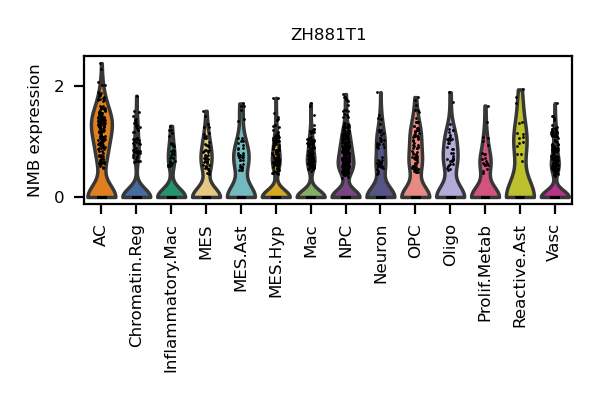 ZH881T1
NMB expression
2
0
AC
Chromatin.Reg
Inflammatory.Mac
MES
MES.Ast
MES.Hyp
Mac
NPC
Neuron
OPC
Oligo
Prolif.Metab
Reactive.Ast
Vasc